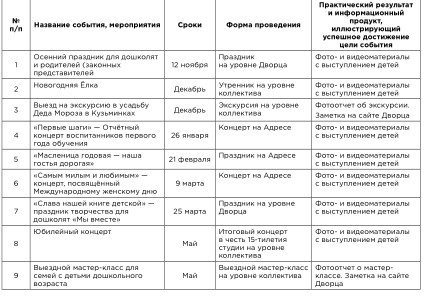 №
п/п
Название события, мероприятия
Сроки
Форма проведения
Практический результат
и информационный
продукт,
иллюстрирующий
успешное достижение
цели события
1
Осенний праздник для дошколят
и родителей (законных
представителей
12 ноября
Праздник
на уровне Дворца
Фото- и видеоматериалы
с выступлением детей
2
Новогодняя Ёлка
Декабрь
Утренник на уровне
коллектива
Фото- и видеоматериалы
с выступлением детей
3
Выезд на экскурсию в усадьбу
Деда Мороза в Кузьминках
Декабрь
Экскурсия на уровне
коллектива
Фотоотчет об экскурсии.
Заметка на сайте Дворца
4
«Первые шаги» — Отчётный
концерт воспитанников первого
года обучения
26 января
Концерт на Адресе
Фото- и видеоматериалы
с выступлением детей
5
«Масленица годовая — наша
гостья дорогая»
21 февраля
Праздник на Адресе
Фото- и видеоматериалы
с выступлением детей
6
«Самым милым и любимым» —
концерт, посвящённый
Международному женскому дню
9 марта
Концерт на Адресе
Фото- и видеоматериалы
с выступлением детей
7
«Слава нашей книге детской» —
праздник творчества для
дошколят «Мы вместе»
25 марта
Праздник на уровне
Дворца
Фото- и видеоматериалы
с выступлением детей
8
Юбилейный концерт
Май
Итоговый концерт
в честь 15-тилетия
студии на уровне
коллектива
Фото- и видеоматериалы
с выступлением детей
9
Выездной мастер-класс для
семей с детьми дошкольного
возраста
Май
Выездной мастер-класс
на уровне коллектива
Фотоотчет о мастер-
классе. Заметка на сайте
Дворца